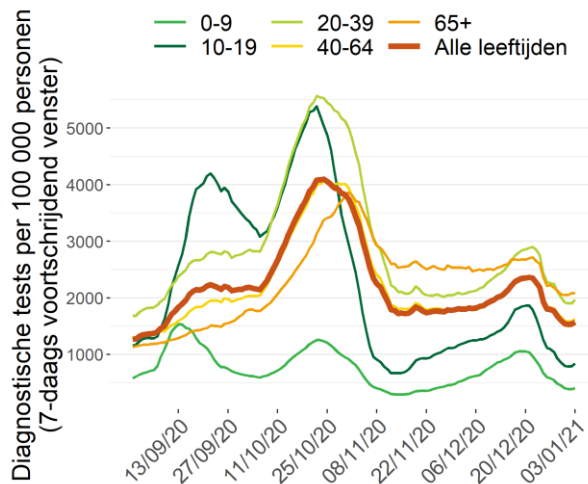 0-9 20-39 65+
10-19 40-64 Alle leeftijden
Diagnostische tests per 100 000 personen
(7-daags voortschrijdend venster)
5000
4000
3000
2000
1000
13/09/20 27/09/20 11/10/20 25/10/20 08/11/20 22/11/20 06/12/20 20/12/20 03/01/21